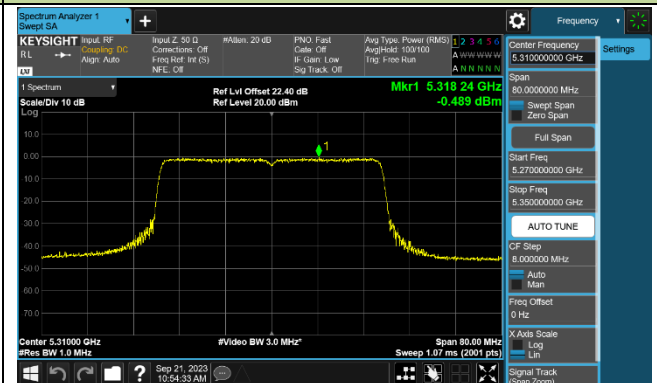 Spectrum Analyzer 1
Swept SA
+
Frequency
KEYSIGHT
Input: RF
Coupling: DC
Align: Auto
RL
LXI
Input Z: 50 Ω
Corrections: Off
Freq Ref: Int (S)
NFE: Off
#Atten: 20 dB
PNO: Fast
Gate: Off
IF Gain: Low
Sig Track: Off
Avg Type: Power (RMS)
Avg|Hold: 100/100
Trig: Free Run
1 2 3 4 5 6
A W W W W W
A N N N N N
1 Spectrum
Scale/Div 10 dB
Log
Ref Lvl Offset 22.40 dB
Ref Level 20.00 dBm
Mkr1 5.318 24 GHz
-0.489 dBm
1
10.0
0.00
10.0
20.0
30.0
40.0
-50.0
60.0
70.0
Center 5.31000 GHz
#Res BW 1.0 MHz
#Video BW 3.0 MHz*
Span 80.00 MHz
Sweep 1.07 ms (2001 pts)
Sep 21, 2023
10:54:33 AM
Center Frequency
5.310000000 GHz
Settings
Span
80.0000000 MHz
Swept Span
Zero Span
Full Span
Start Freq
5.270000000 GHz
Stop Freq
5.350000000 GHz
AUTO TUNE
CF Step
8.000000 MHz
Auto
Man
Freq Offset
0 Hz
X Axis Scale
Log
Lin
Signal Track
(Span Zoom)